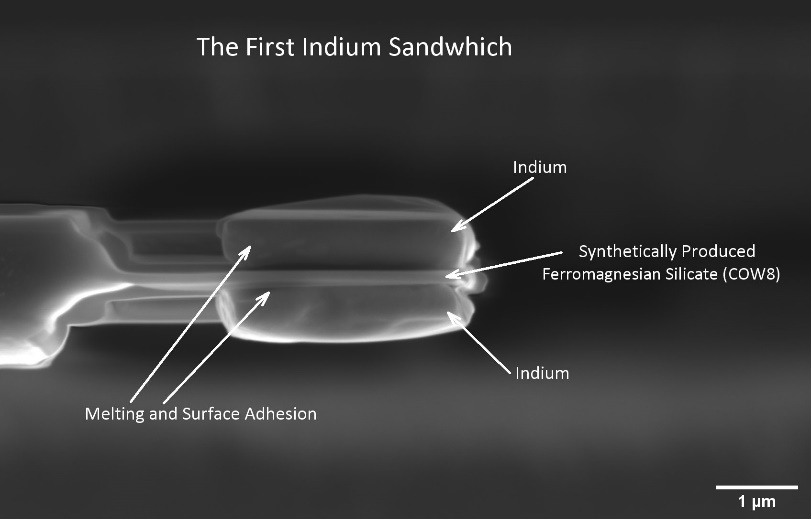 The First Indium Sandwhich
Indium
Synthetically Produced
Ferromagnesian Silicate (COW8)
Indium
Melting and Surface Adhesion
1 µm